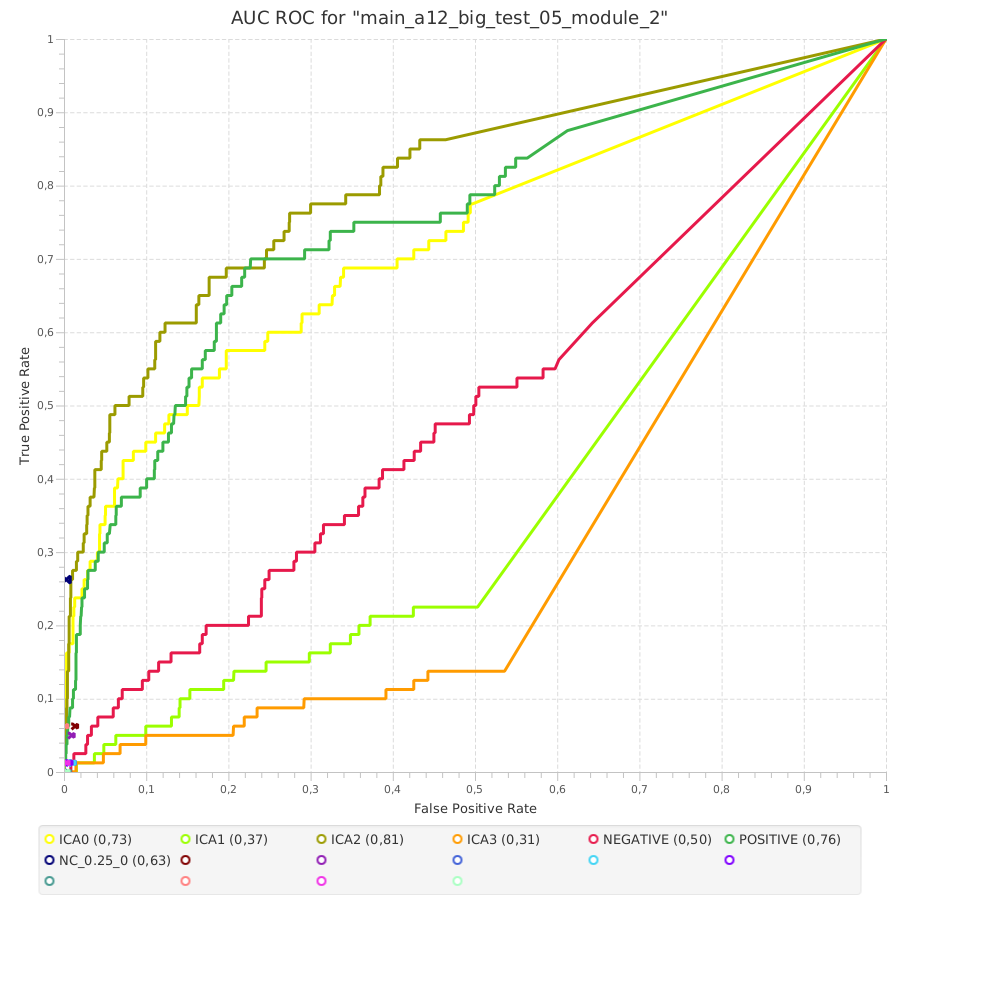 AUC ROC for "main_a12_big_test_05_module_2"
1
0,9
0,8
0,7
0,6
0,5
0,4
0,3
0,2
0,1
0
True Positive Rate
0 0,1 0,2 0,3 0,4 0,5 0,6 0,7 0,8 0,9 1
False Positive Rate
ICA0 (0,73) ICA1 (0,37) ICA2 (0,81) ICA3 (0,31) NEGATIVE (0,50) POSITIVE (0,76)
NC_0.25_0 (0,63)